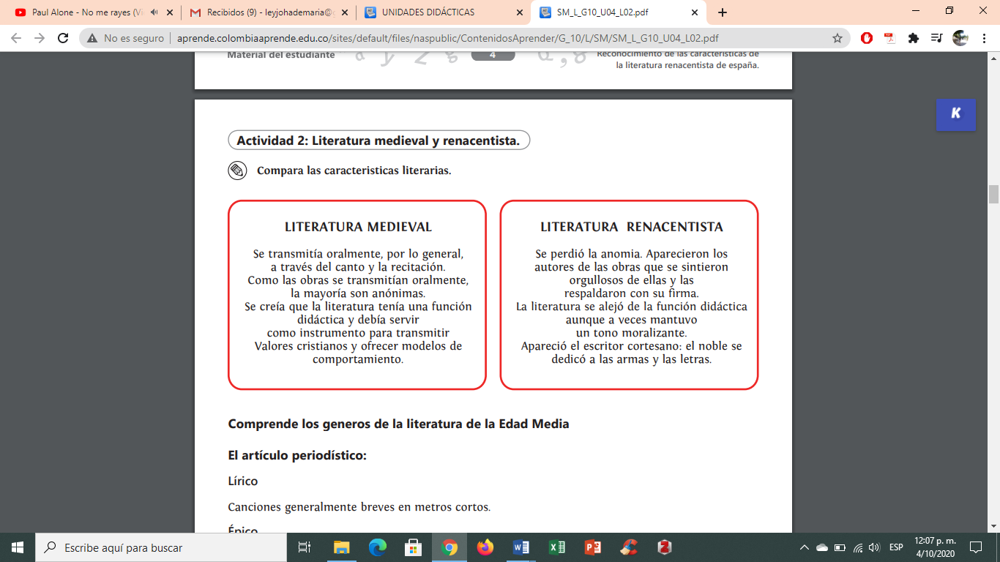 Paul Alone - No me rayes (Vi
Recibidos (9) - leyjohademaria@g
UNIDADES DIDÁCTICAS
SM_L_G10_U04_L02.pdf
No es seguro
aprende.colombiaaprende.edu.co/sites/default/files/naspublic/ContenidosAprender/G_10/L/SM/SM_L_G10_U04_L02.pdf
Material del estudiante
a y z g
4
Reconocimiento de las características de
la literatura renacentista de españa.
K
Actividad 2: Literatura medieval y renacentista.
Compara las caracteristicas literarias.
LITERATURA MEDIEVAL
Se transmitía oralmente, por lo general,
a través del canto y la recitación.
Como las obras se transmitían oralmente,
la mayoría son anónimas.
Se creía que la literatura tenía una función
didáctica y debía servir
como instrumento para transmitir
Valores cristianos y ofrecer modelos de
comportamiento.
LITERATURA RENACENTISTA
Se perdió la anomia. Aparecieron los
autores de las obras que se sintieron
orgullosos de ellas y las
respaldaron con su firma.
La literatura se alejó de la función didáctica
aunque a veces mantuvo
un tono moralizante.
Apareció el escritor cortesano: el noble se
dedicó a las armas y las letras.
Comprende los generos de la literatura de la Edad Media
El artículo periodístico:
Lírico
Canciones generalmente breves en metros cortos.
Épico
Escribe aquí para buscar
ESP
12:07 p. m.
4/10/2020